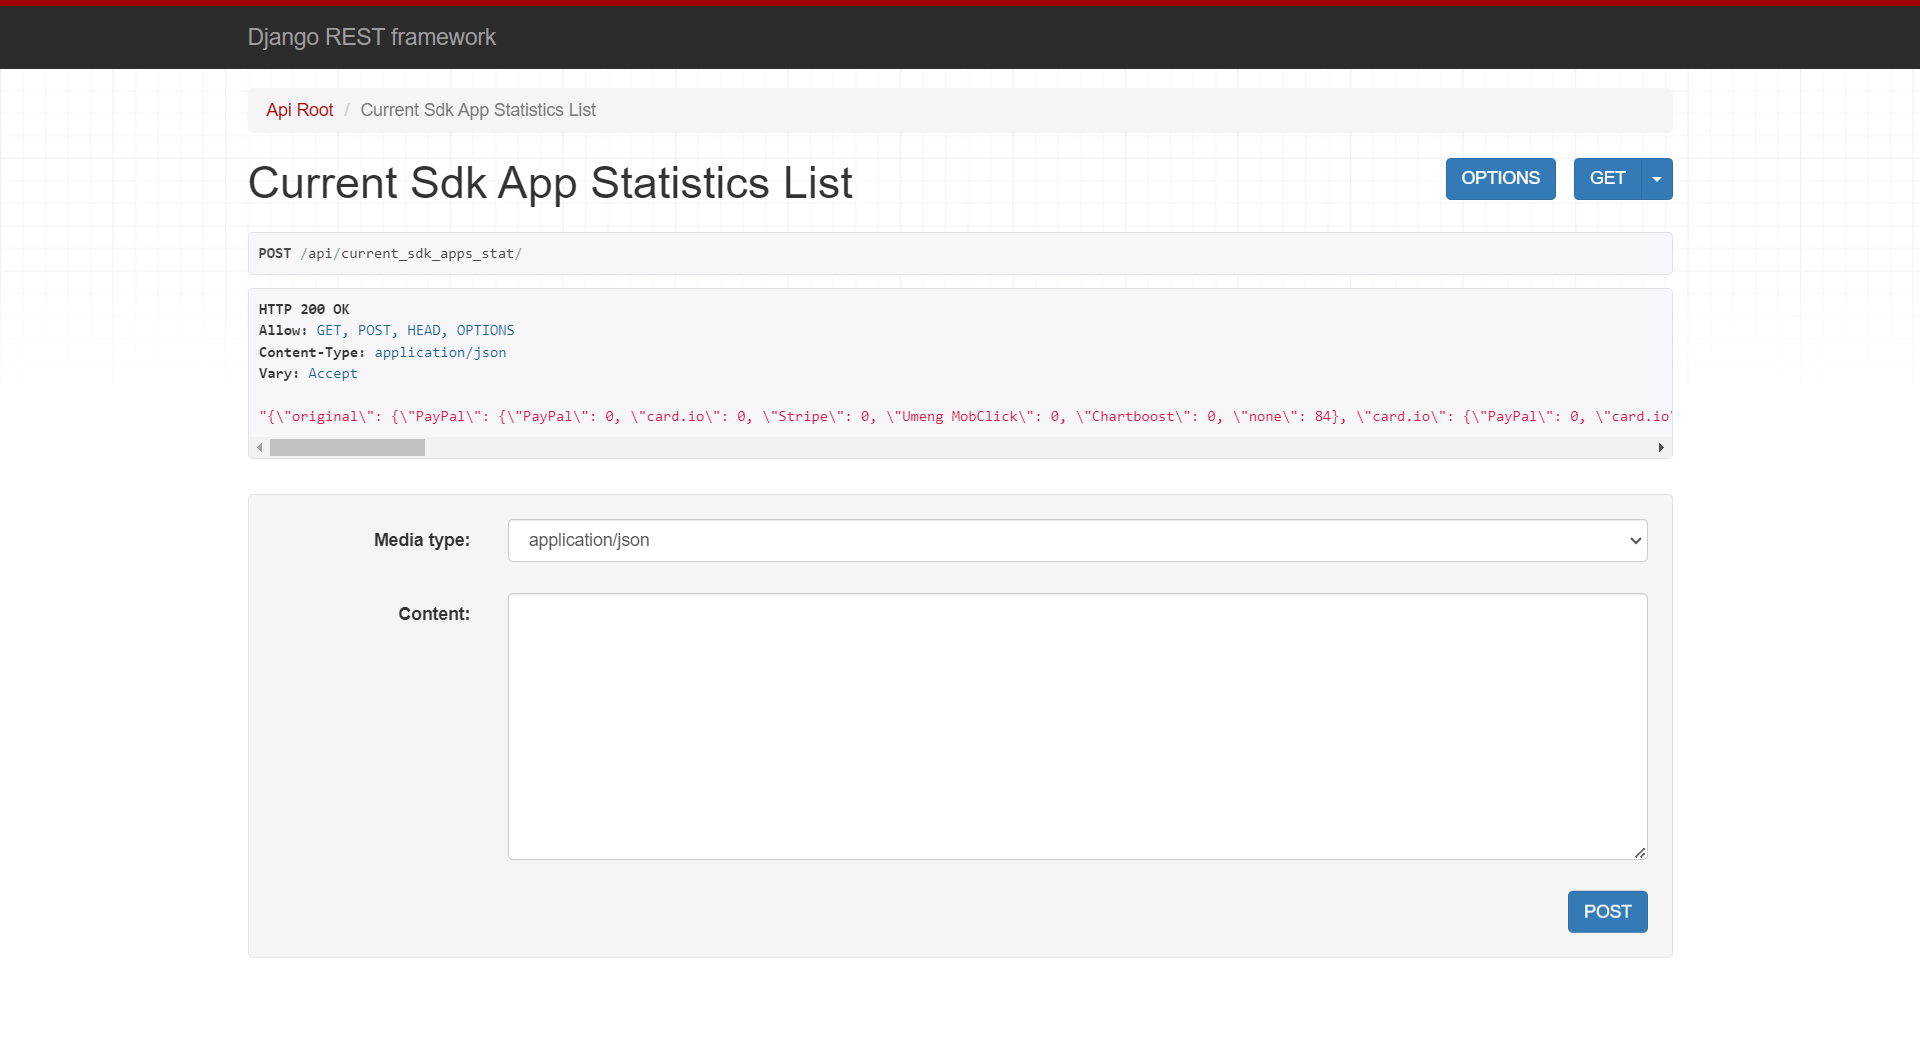 Django REST framework
Api Root / Current Sdk App Statistics List
Current Sdk App Statistics List
OPTIONS
GET
POST /api/current_sdk_apps_stat/
HTTP 200 OK
Allow: GET, POST, HEAD, OPTIONS
Content-Type: application/json
Vary: Accept
"{\"original\": {\"PayPal\": {\"PayPal\": 0, \"card.io\": 0, \"Stripe\": 0, \"Umeng MobClick\": 0, \"Chartboost\": 0, \"none\": 84}, \"card.io\": {\"PayPal\": 0, \"card.io
Media type:
application/json
Content:
POST